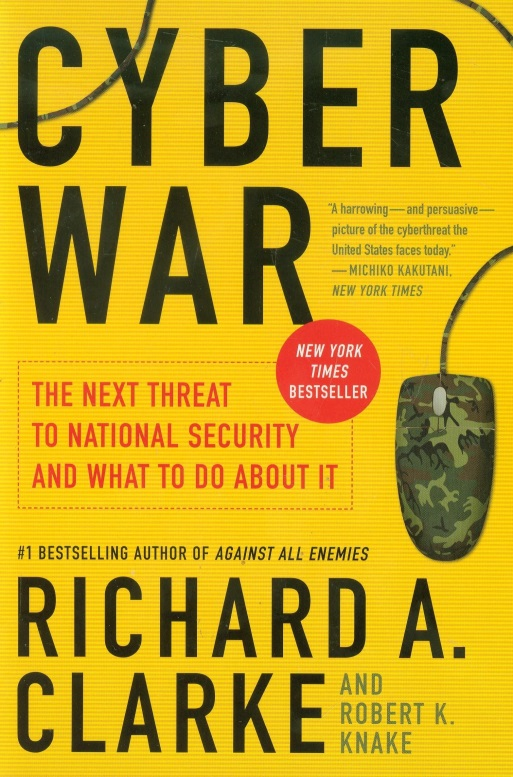 CYBER
WAR
"A harrowing—and persuasive—
picture of the cyberthreat the
United States faces today."
—MICHIKO KAKUTANI,
NEW YORK TIMES
NEW YORK
TIMES
BESTSELLER
THE NEXT THREAT
TO NATIONAL SECURITY
AND WHAT TO DO ABOUT IT
#1 BESTSELLING AUTHOR OF AGAINST ALL ENEMIES
RICHARD A.
CLARKE
AND
ROBERT K.
KNAKE